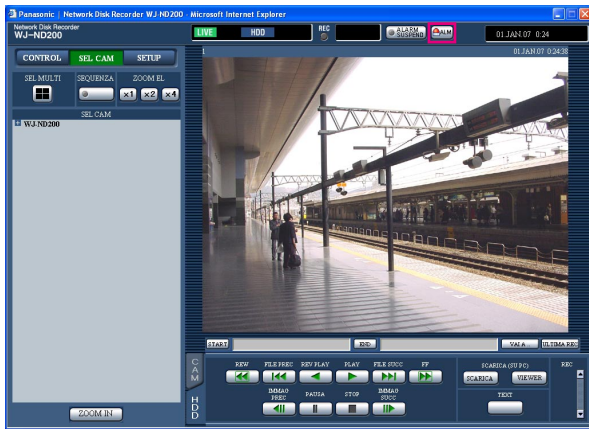 Panasonic | Network Disk Recorder WJ-ND200 - Microsoft Internet Explorer
Network Disk Recorder
WJ-ND200
LIVE HDD REC ALARM SUSPEND ALM 01.JAN.07 0:24
CONTROL SEL CAM SETUP
1 01.JAN.07 0:24:38
SEL MULTI SEQUENZA ZOOM EL
x1 x2 x4
SEL CAM
WJ-ND200
START END VAI A... ULTIMA REG
CAM
REW FILE PREC REV PLAY PLAY FILE SUCC FF SCARICA (SU PC) REC
SCARICA VIEWER
HDD
IMMAG PREC PAUSA STOP IMMAG SUCC TEXT
ZOOM IN